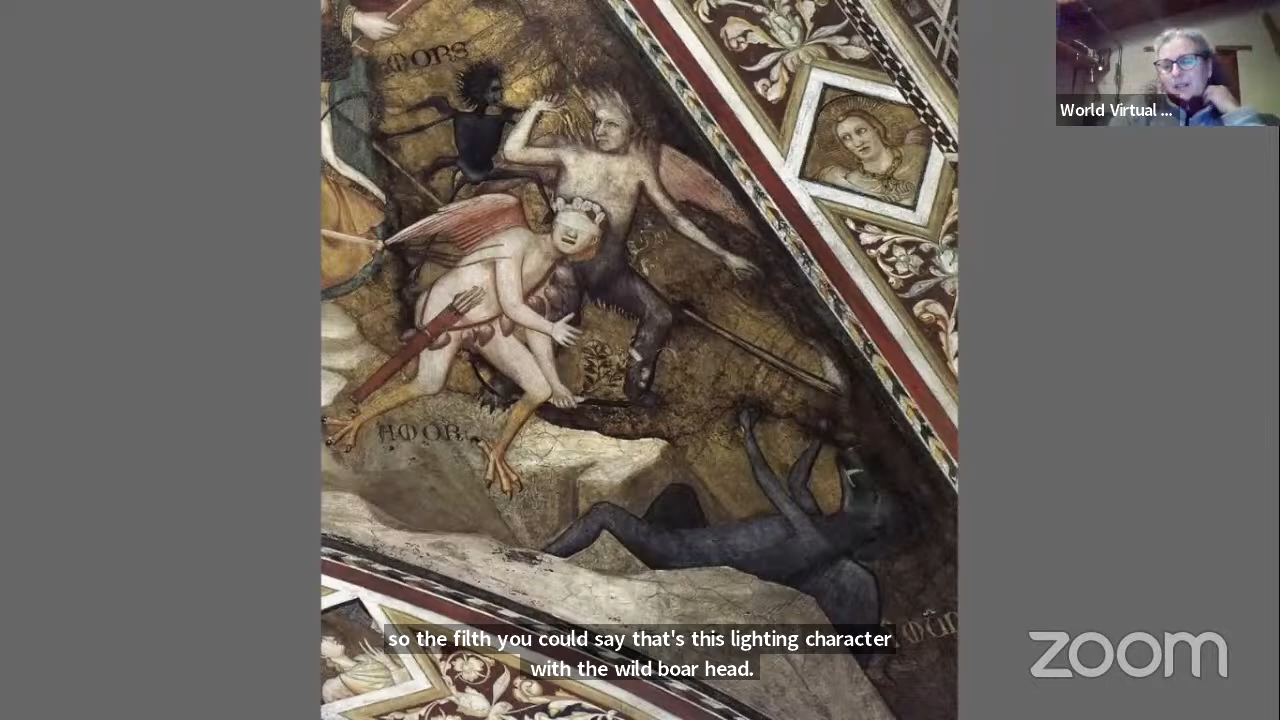 MORS
World Virtual ...
AMOR
so the filth you could say that's this lighting character
with the wild boar head.
zoom